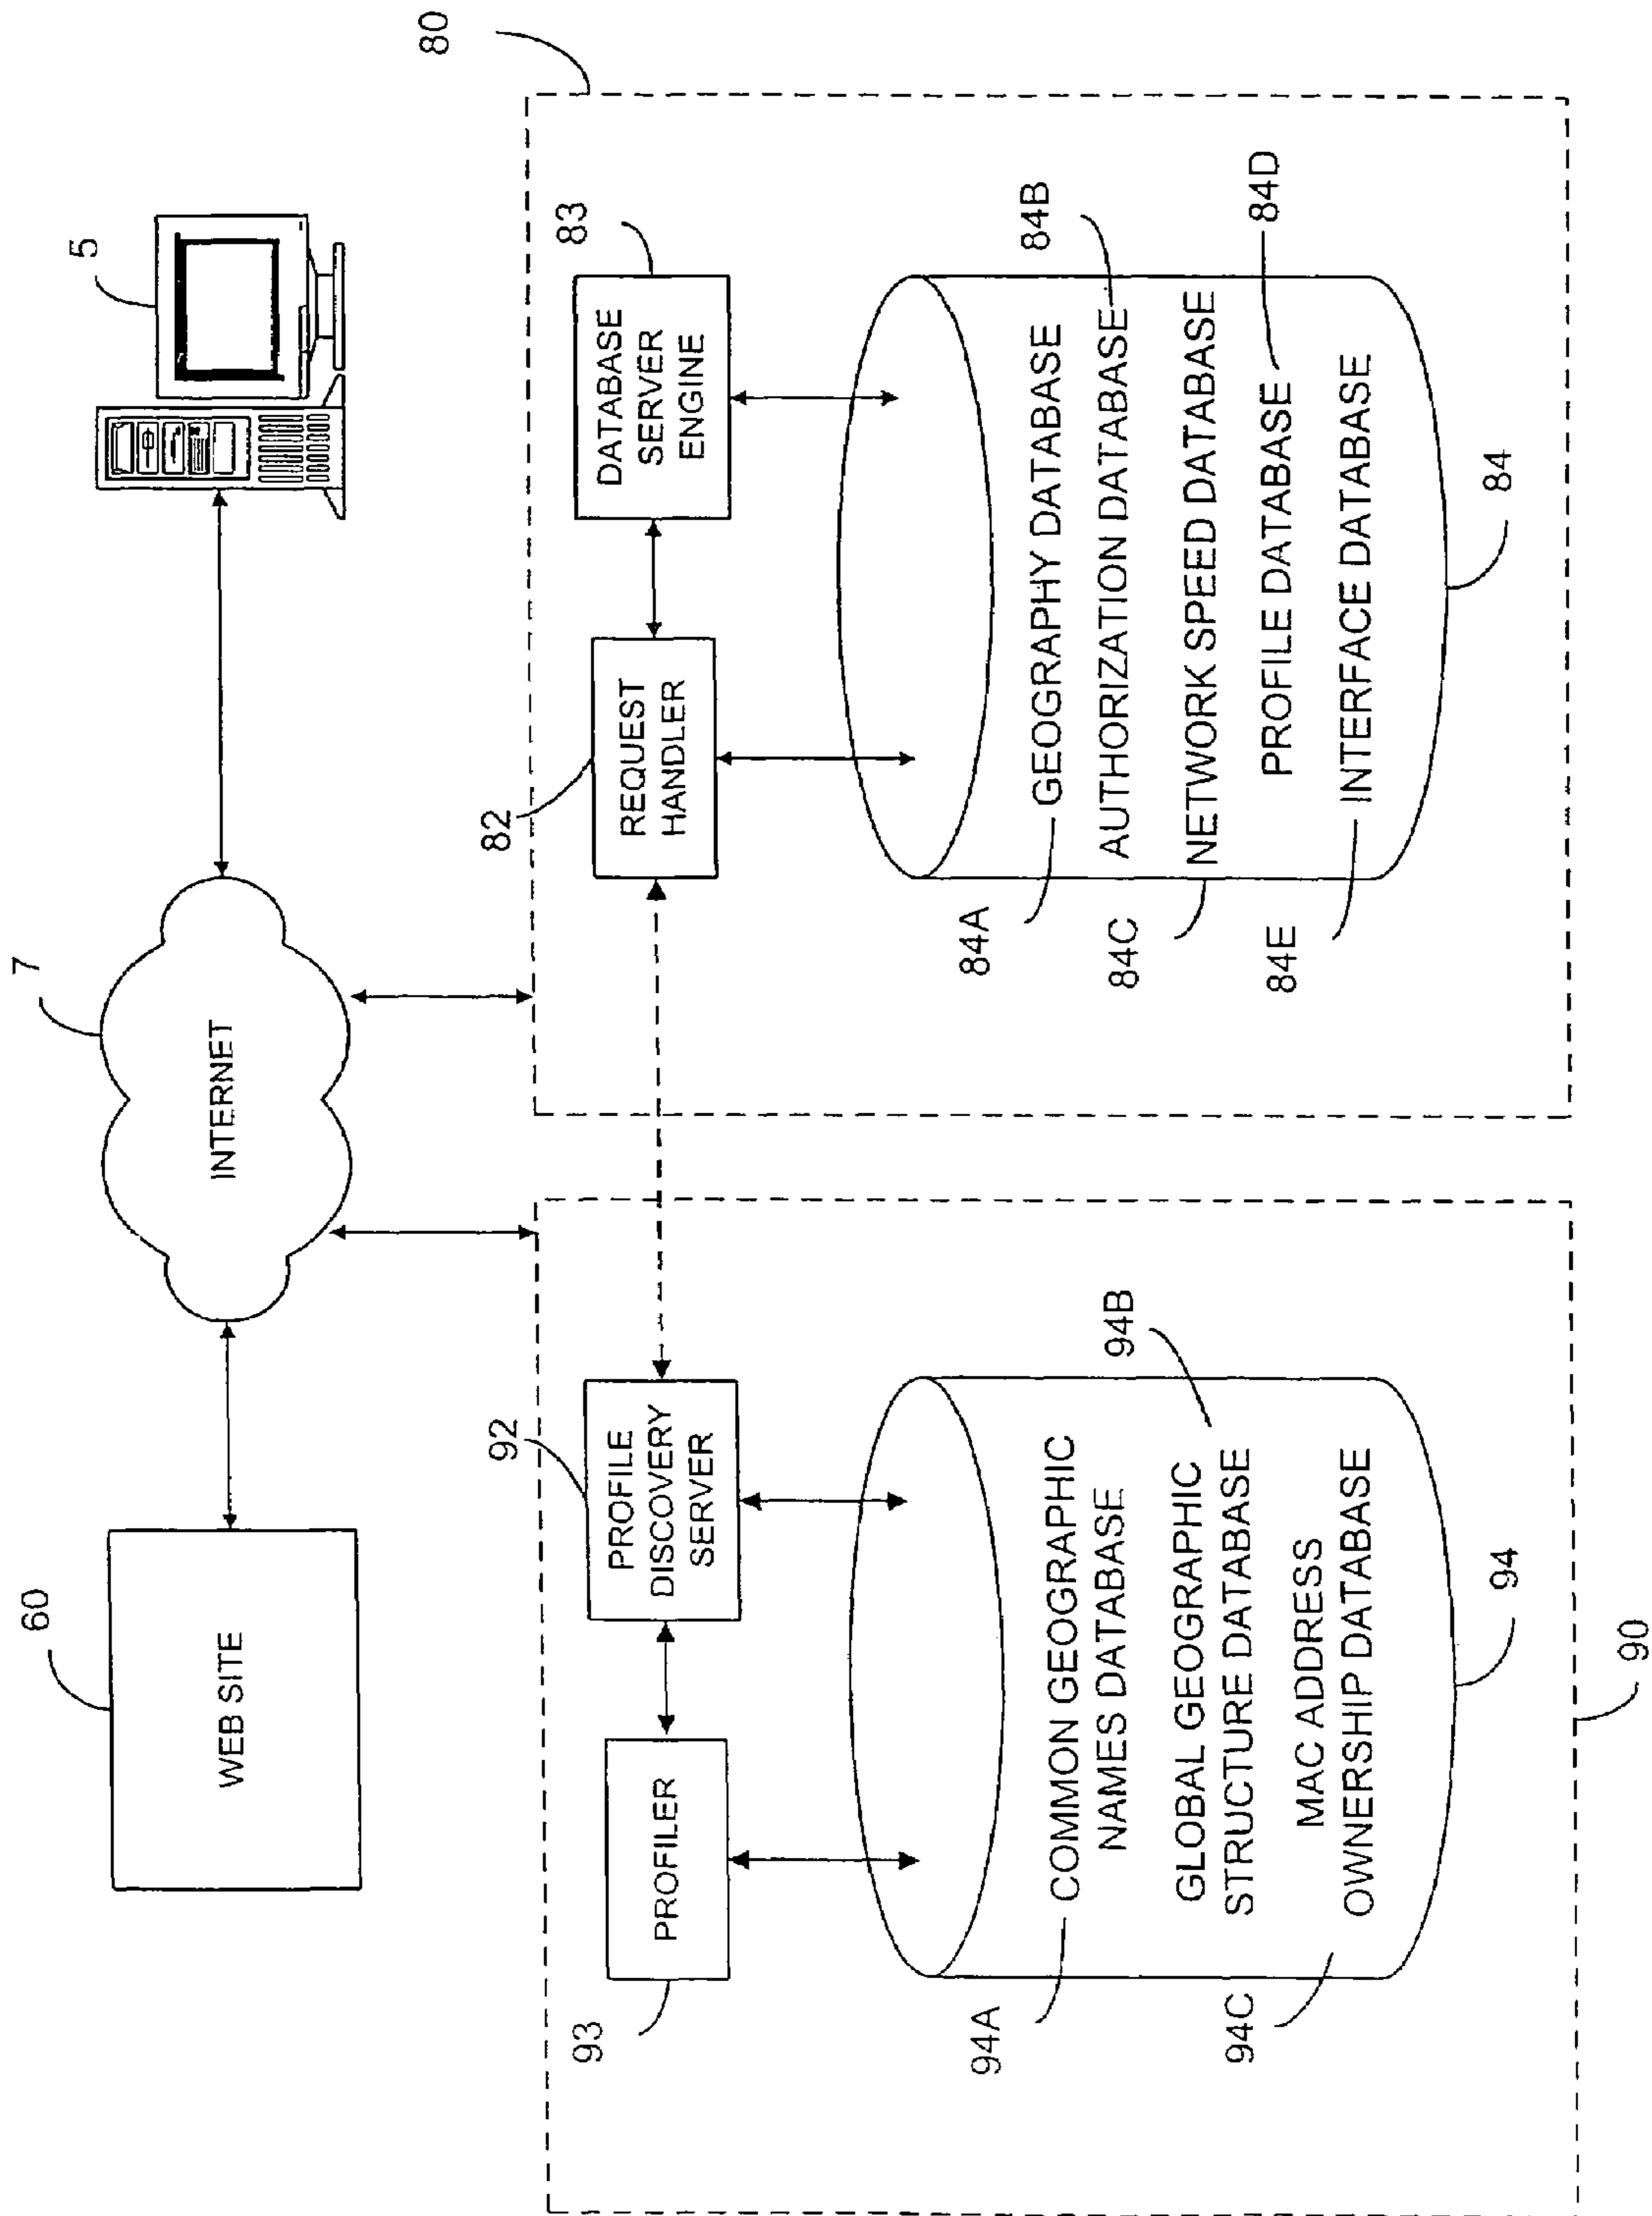 60
WEB SITE
7
INTERNET
5
80
92
PROFILE
DISCOVERY
SERVER
93
PROFILER
94A
COMMON GEOGRAPHIC
NAMES DATABASE
94B
GLOBAL GEOGRAPHIC
STRUCTURE DATABASE
94C
MAC ADDRESS
OWNERSHIP DATABASE
94
90
82
REQUEST
HANDLER
83
DATABASE
SERVER
ENGINE
84A
GEOGRAPHY DATABASE
AUTHORIZATION DATABASE
84B
84C
NETWORK SPEED DATABASE
PROFILE DATABASE
84D
84E
INTERFACE DATABASE
84